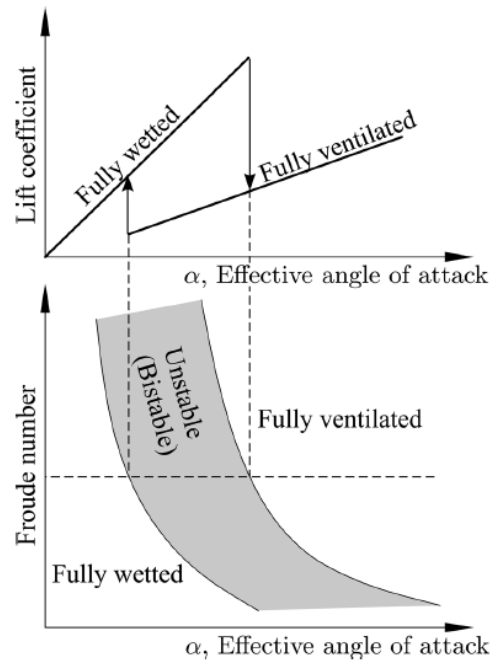 Lift coefficient
Fully wetted
Fully ventilated
α, Effective angle of attack
Froude number
Unstable
(Bistable)
Fully ventilated
Fully wetted
α, Effective angle of attack